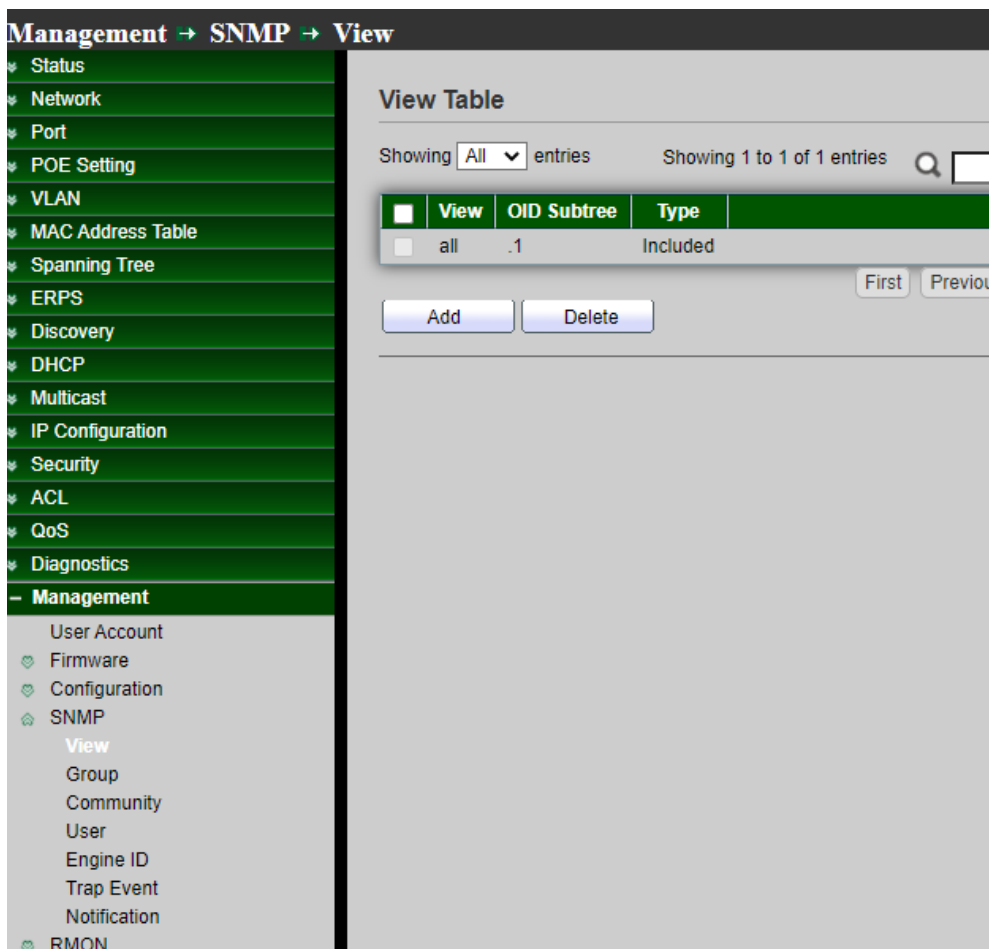 Management → SNMP → View
Status
Network
Port
POE Setting
VLAN
MAC Address Table
Spanning Tree
ERPS
Discovery
DHCP
Multicast
IP Configuration
Security
ACL
QoS
Diagnostics
Management
User Account
Firmware
Configuration
SNMP
View
Group
Community
User
Engine ID
Trap Event
Notification
RMON
View Table
Showing All entries Showing 1 to 1 of 1 entries
View OID Subtree Type
all .1 Included
First Previou
Add Delete